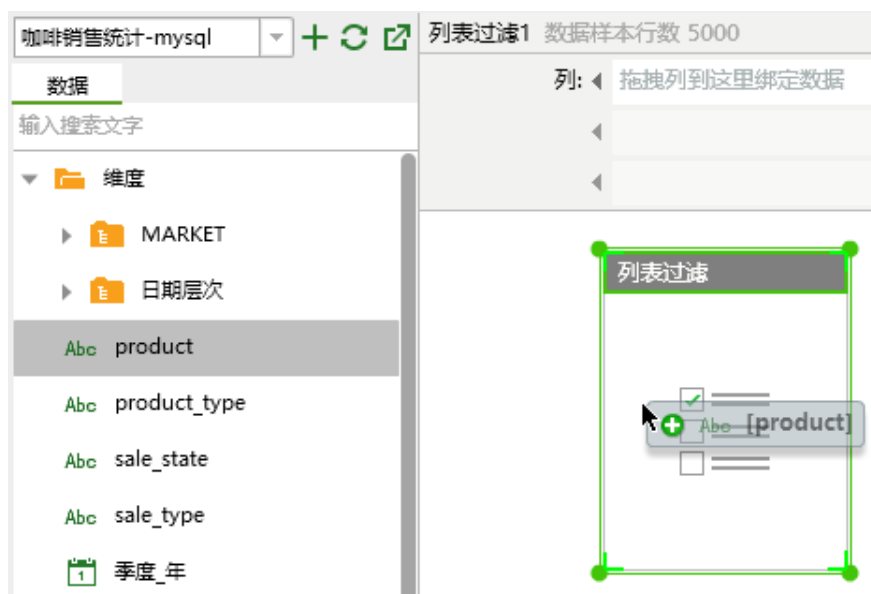 咖啡销售统计-mysql
列表过滤1 数据样本行数 5000
数据
列: 拖拽列到这里绑定数据
输入搜索文字
维度
MARKET
日期层次
列表过滤
Abc product
Abc [product]
Abc product_type
Abc sale_state
Abc sale_type
1 季度_年